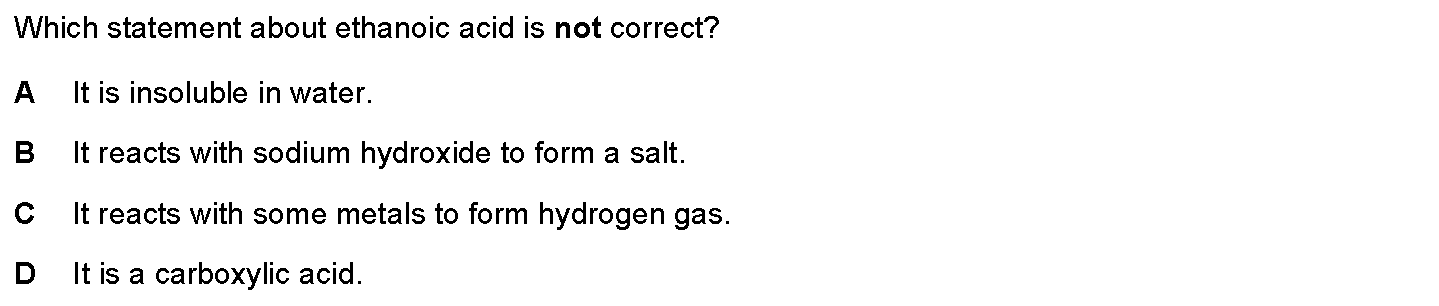 Which statement about ethanoic acid is not correct?
A It is insoluble in water.
B It reacts with sodium hydroxide to form a salt.
C It reacts with some metals to form hydrogen gas.
D It is a carboxylic acid.